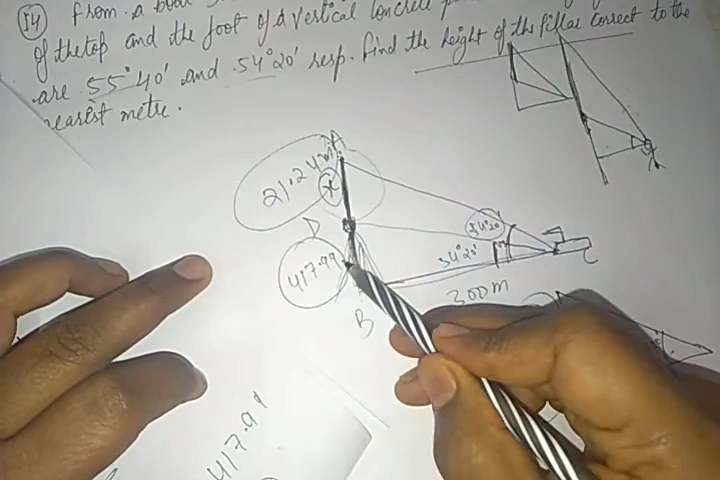 14 From a boat
of the top and the foot of a vertical concrete
are 55°40' and 54°20' resp. Find the height of the Pillar Correct to the
nearest metre.
A
21.24m
x
D
54°20'
54°20'
417.99
C
300m
B
417.99